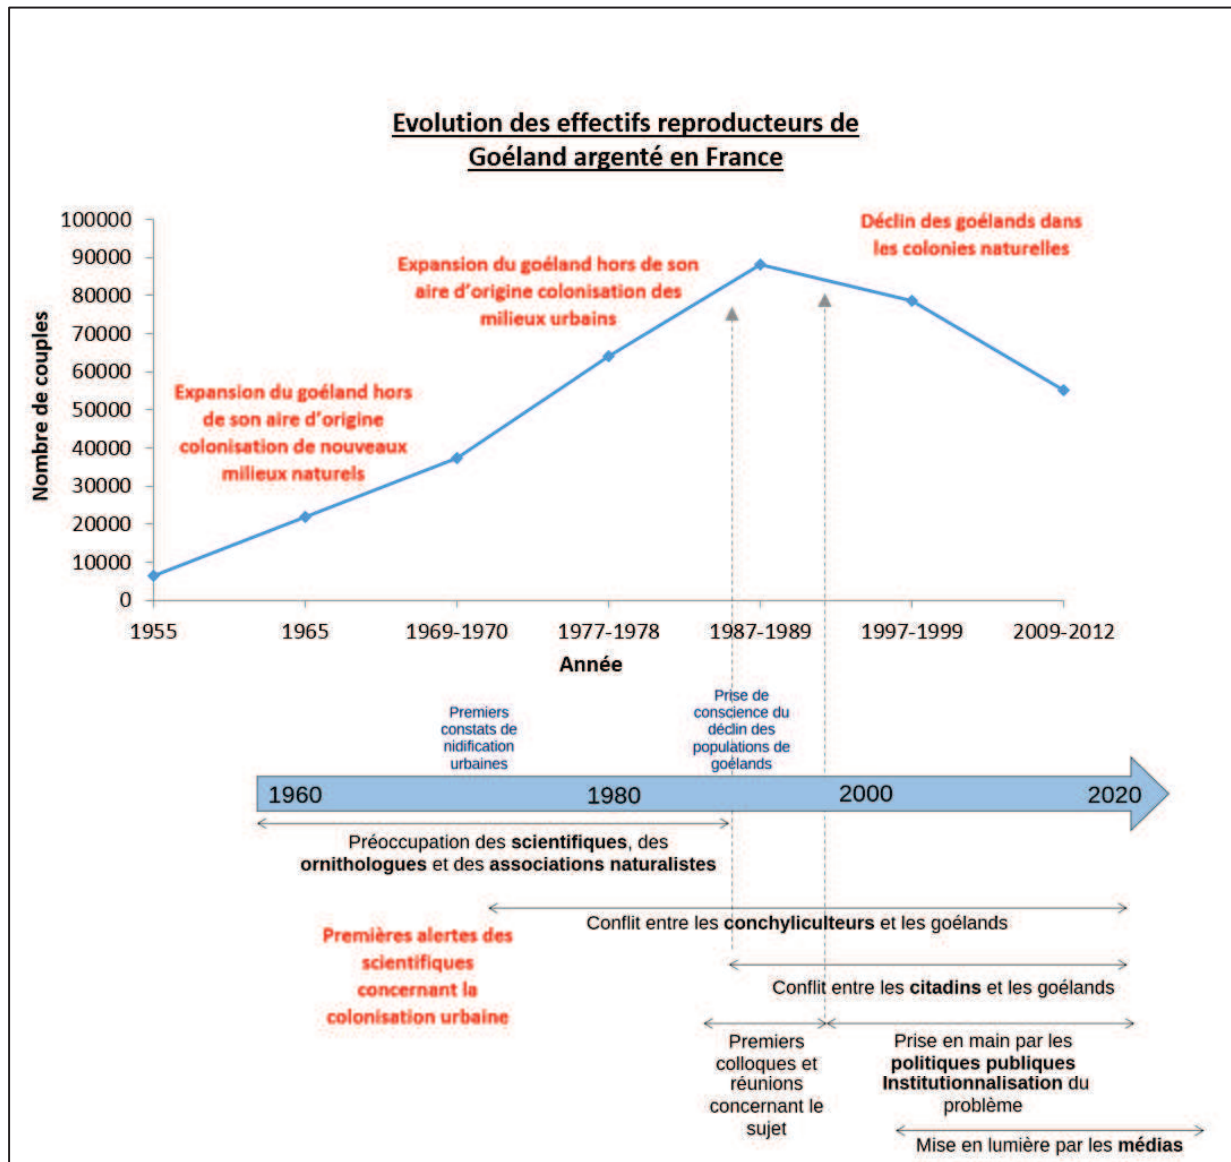 Evolution des effectifs reproducteurs de
Goéland argenté en France
Nombre de couples
100000
90000
80000
70000
60000
50000
40000
30000
20000
10000
0
Expansion du goéland hors
de son aire d'origine
colonisation de nouveaux
milieux naturels
Expansion du goéland hors de son
aire d'origine colonisation des
milieux urbains
Déclin des goélands dans
les colonies naturelles
1955
1965
1969-1970
1977-1978
1987-1989
1997-1999
2009-2012
Année
Premiers
constats de
nidification
urbaines
Prise de
conscience du
déclin des
populations de
goélands
1960
1980
2000
2020
Préoccupation des scientifiques, des
ornithologues et des associations naturalistes
Conflit entre les conchyliculteurs et les goélands
Premières alertes des
scientifiques
concernant la
colonisation urbaine
Conflit entre les citadins et les goélands
Premiers
colloques et
réunions
concernant le
sujet
Prise en main par les
politiques publiques
Institutionnalisation du
problème
Mise en lumière par les médias